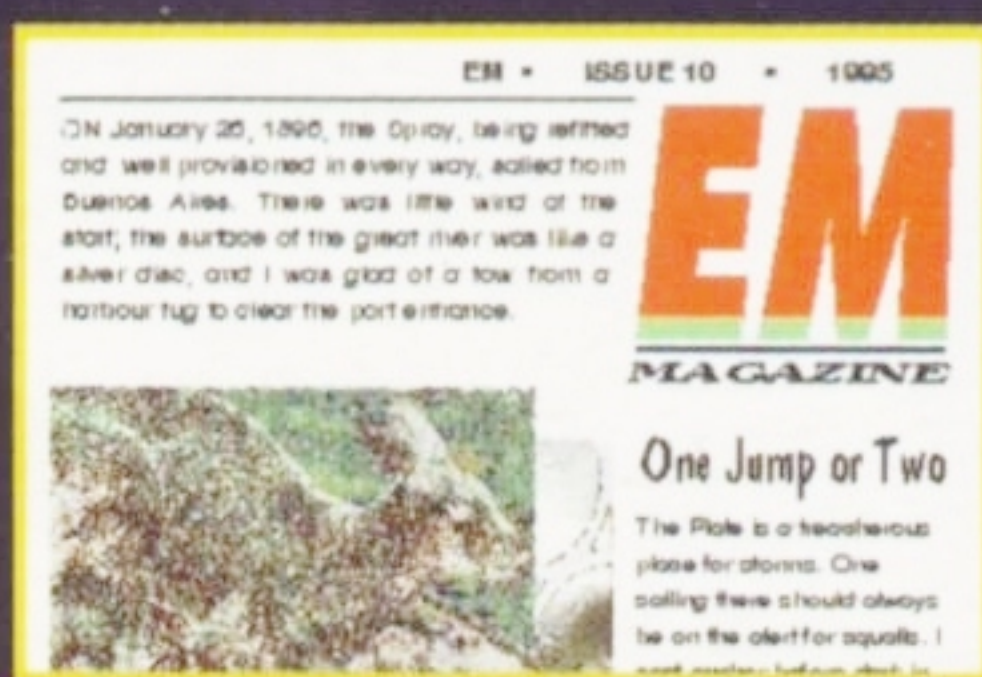 EM • ISSUE 10 • 1995
ON January 26, 1896, the Spray, being refitted
and well provisioned in every way, sailed from
Buenos Aires. There was little wind at the
start; the surface of the great river was like a
silver disc, and I was glad of a tow from a
harbour tug to clear the port entrance.
EM
MAGAZINE
One Jump or Two
The Plate is a treacherous
place for storms. One
sailing there should always
be on the alert for squalls. I